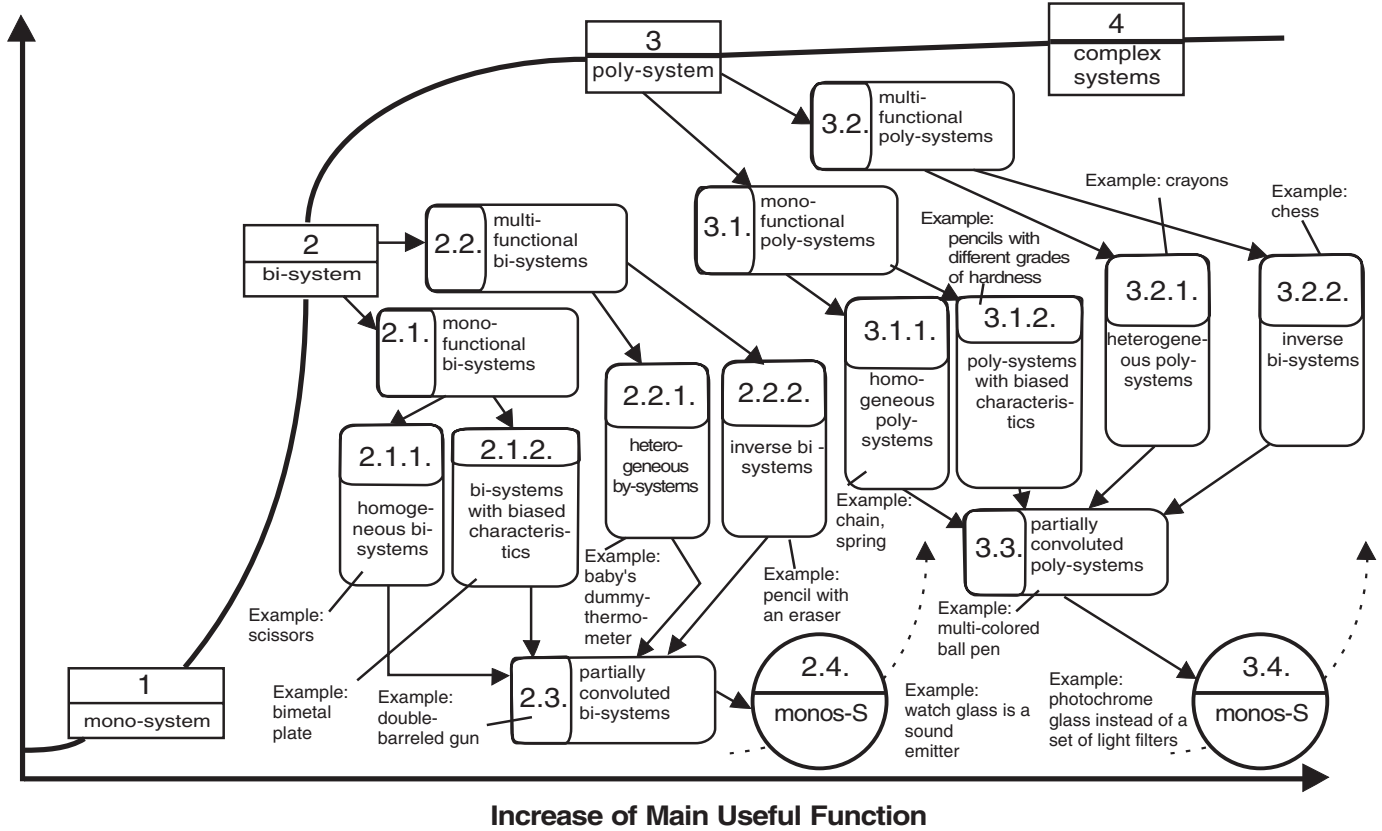 3
poly-system
4
complex
systems
3.2.
multi-
functional
poly-systems
Example: crayons
Example:
chess
3.1.
mono-
functional
poly-systems
Example:
pencils with
different grades
of hardness
2
bi-system
2.2.
multi-
functional
bi-systems
2.1.
mono-
functional
bi-systems
3.1.1.
homo-
geneous
poly-
systems
3.1.2.
poly-systems
with biased
characteris-
tics
3.2.1.
heterogene-
ous poly-
systems
3.2.2.
inverse
bi-systems
2.2.1.
hetero-
geneous
by-systems
2.2.2.
inverse bi -
systems
2.1.1.
homoge-
neous bi-
systems
2.1.2.
bi-systems
with biased
characteris-
tics
Example:
chain,
spring
3.3.
partially
convoluted
poly-systems
Example:
baby's
dummy-
thermo-
meter
Example:
pencil with
an eraser
Example:
scissors
Example:
multi-colored
ball pen
1
mono-system
Example:
bimetal
plate
Example:
double-
barreled gun
2.3.
partially
convoluted
bi-systems
2.4.
monos-S
Example:
watch glass is a
sound
emitter
Example:
photochrome
glass instead of a
set of light filters
3.4.
monos-S
Increase of Main Useful Function